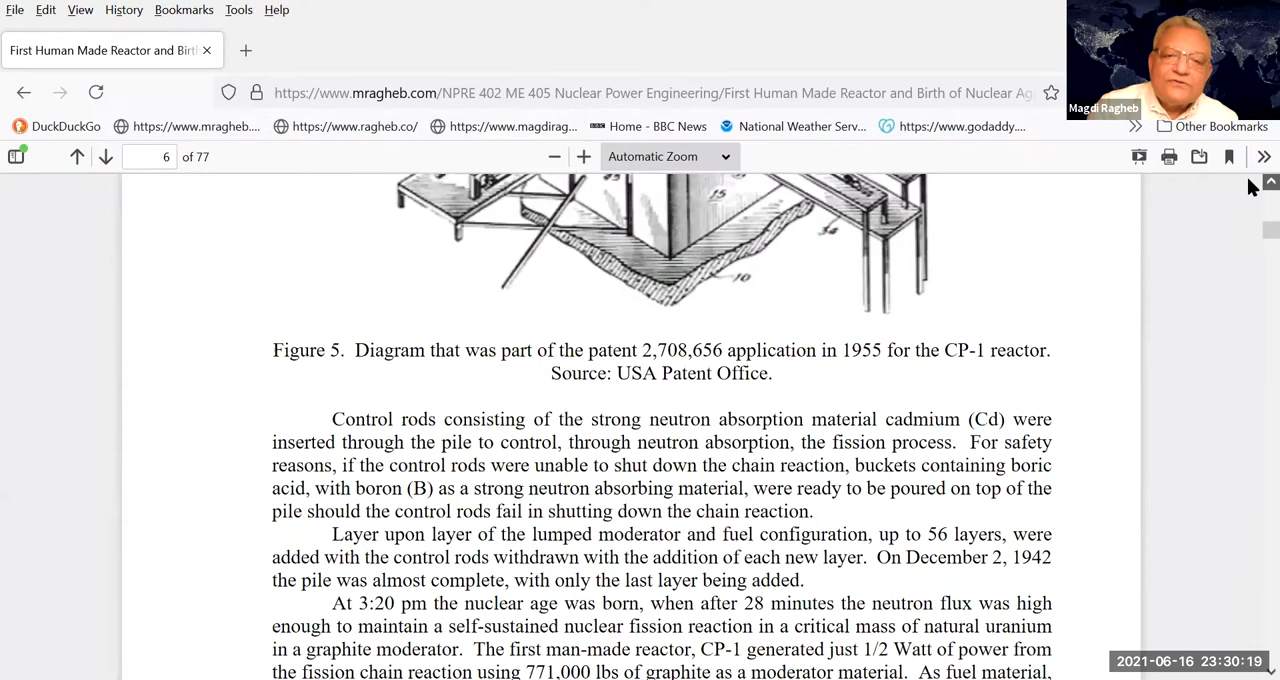 File Edit View History Bookmarks Tools Help
First Human Made Reactor and Birt
https://www.mragheb.com/NPRE 402 ME 405 Nuclear Power Engineering/First Human Made Reactor and Birth of Nuclear Ag
Magdi Ragheb
DuckDuckGo https://www.mragheb.... https://www.ragheb.co/ https://www.magdirag... Home - BBC News National Weather Serv... https://www.godaddy.... Other Bookmarks
6 of 77 Automatic Zoom
15
34
10
Figure 5. Diagram that was part of the patent 2,708,656 application in 1955 for the CP-1 reactor.
Source: USA Patent Office.
Control rods consisting of the strong neutron absorption material cadmium (Cd) were
inserted through the pile to control, through neutron absorption, the fission process. For safety
reasons, if the control rods were unable to shut down the chain reaction, buckets containing boric
acid, with boron (B) as a strong neutron absorbing material, were ready to be poured on top of the
pile should the control rods fail in shutting down the chain reaction.
Layer upon layer of the lumped moderator and fuel configuration, up to 56 layers, were
added with the control rods withdrawn with the addition of each new layer. On December 2, 1942
the pile was almost complete, with only the last layer being added.
At 3:20 pm the nuclear age was born, when after 28 minutes the neutron flux was high
enough to maintain a self-sustained nuclear fission reaction in a critical mass of natural uranium
in a graphite moderator. The first man-made reactor, CP-1 generated just 1/2 Watt of power from
the fission chain reaction using 771,000 lbs of graphite as a moderator material. As fuel material,
2021-06-16 23:30:19